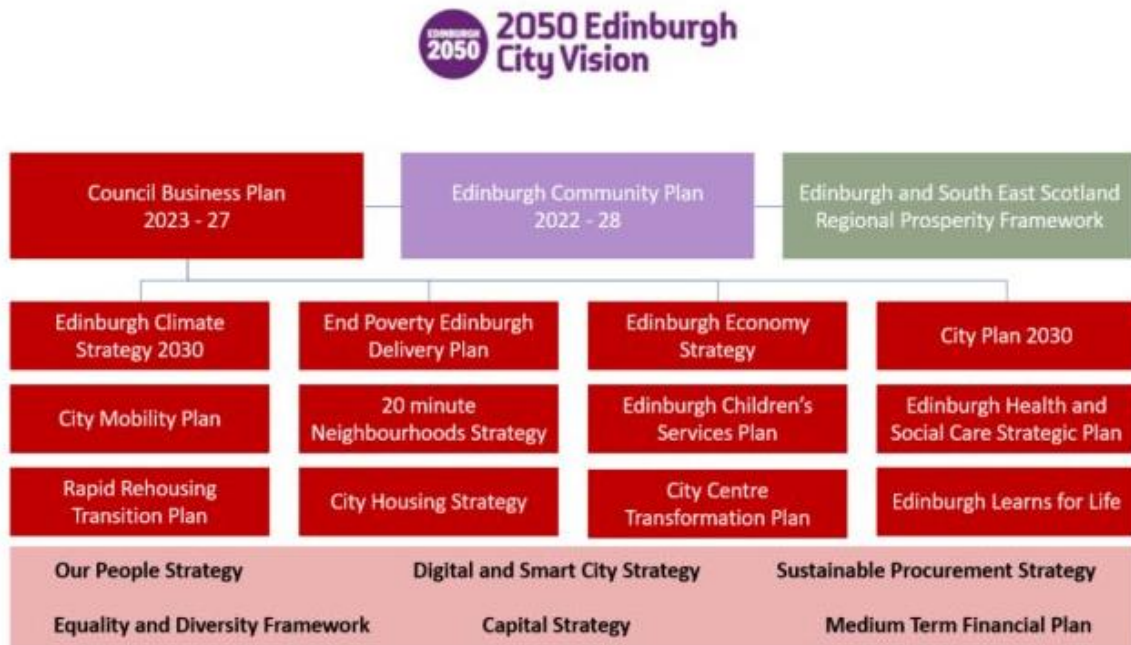 EDINBURGH
2050
2050 Edinburgh
City Vision
Council Business Plan
2023 - 27
Edinburgh Community Plan
2022 - 28
Edinburgh and South East Scotland
Regional Prosperity Framework
Edinburgh Climate
Strategy 2030
End Poverty Edinburgh
Delivery Plan
Edinburgh Economy
Strategy
City Plan 2030
City Mobility Plan
20 minute
Neighbourhoods Strategy
Edinburgh Children's
Services Plan
Edinburgh Health and
Social Care Strategic Plan
Rapid Rehousing
Transition Plan
City Housing Strategy
City Centre
Transformation Plan
Edinburgh Learns for Life
Our People Strategy
Digital and Smart City Strategy
Sustainable Procurement Strategy
Equality and Diversity Framework
Capital Strategy
Medium Term Financial Plan